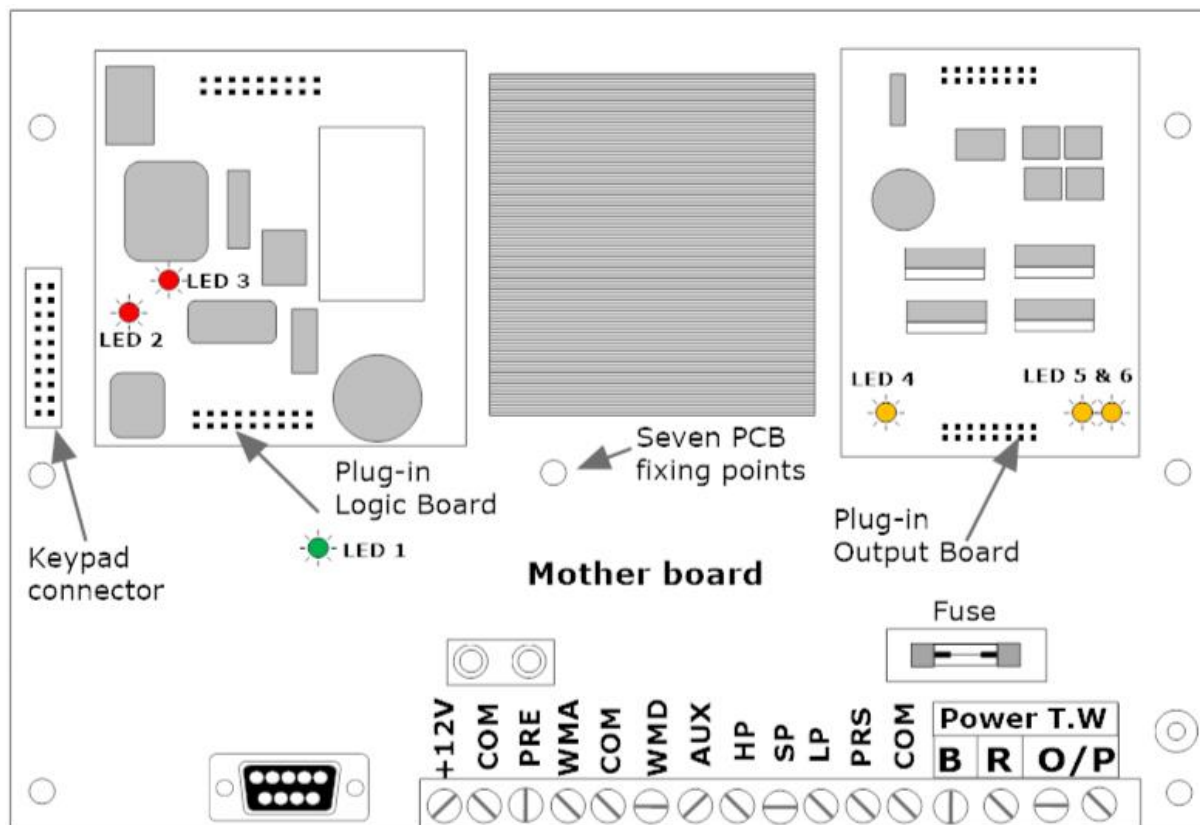 LED 3
LED 2
LED 4
LED 5 & 6
Seven PCB
fixing points
Plug-in
Logic Board
Plug-in
Output Board
Keypad
connector
LED 1
Mother board
Fuse
+12V
COM
PRE
WMA
COM
WMD
AUX
HP
SP
LP
PRS
COM
Power T.W
B R O/P